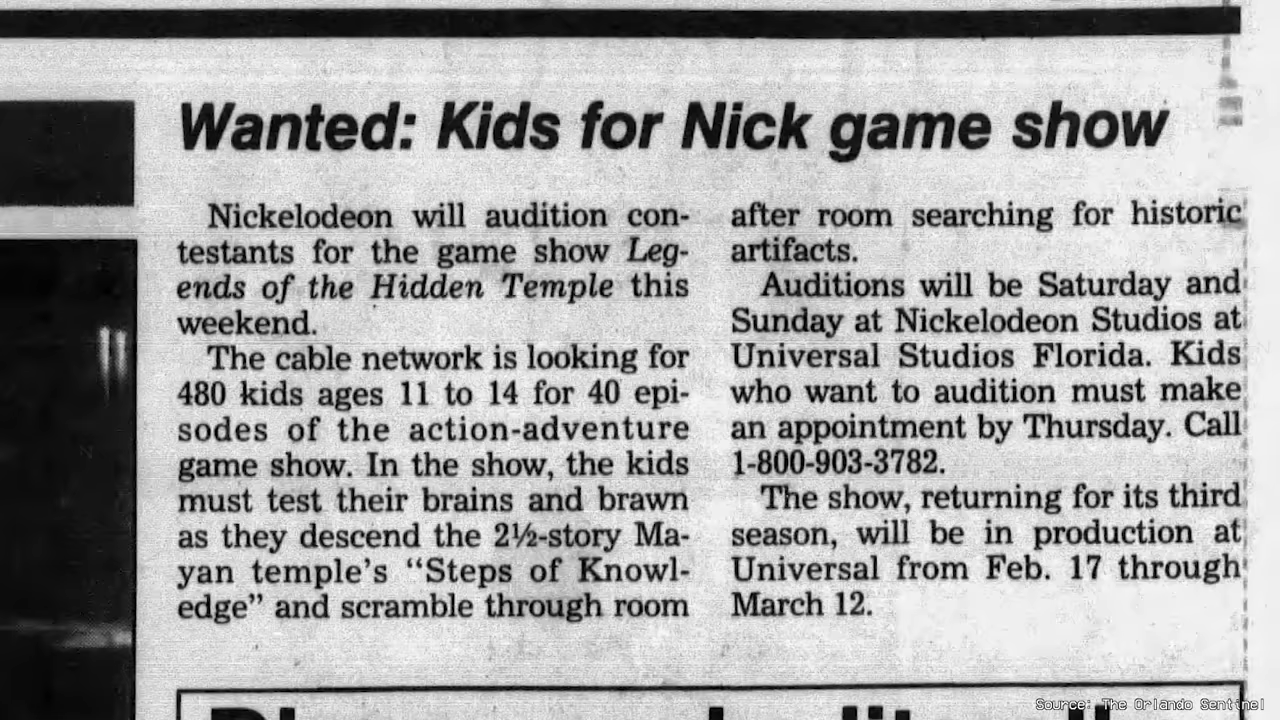 Wanted: Kids for Nick game show
Nickelodeon will audition con-
testants for the game show Leg-
ends of the Hidden Temple this
weekend.
The cable network is looking for
480 kids ages 11 to 14 for 40 epi-
sodes of the action-adventure
game show. In the show, the kids
must test their brains and brawn
as they descend the 2½-story Ma-
yan temple's “Steps of Knowl-
edge” and scramble through room
after room searching for historic
artifacts.
Auditions will be Saturday and
Sunday at Nickelodeon Studios at
Universal Studios Florida. Kids
who want to audition must make
an appointment by Thursday. Call
1-800-903-3782.
The show, returning for its third
season, will be in production at
Universal from Feb. 17 through
March 12.
Source: The Orlando Sentinel